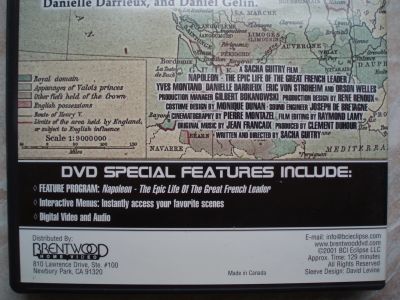 Danielle Darrieux, and Daniel Gelin.
A SACHA GUITRY FILM
NAPOLEON - THE EPIC LIFE OF THE GREAT FRENCH LEADER
YVES MONTAND, DANIELLE DARRIEUX, ERIC VON STROHEIM AND ORSON WELLES
PRODUCTION MANAGER GILBERT BOKANOWSKI PRODUCTION DESIGN BY RENE RENOUX
COSTUME DESIGN BY MONIQUE DUNAN SOUND ENGINEER JOSEPH DE BRETAGNE
CINEMATOGRAPHY BY PIERRE MONTAZEL FILM EDITING BY RAYMOND LAMY
ORIGINAL MUSIC BY JEAN FRANCAIX PRODUCED BY CLEMENT DUHOUR
WRITTEN AND DIRECTED BY SACHA GUITRY
Royal domain
Appanages of Valois princes
Other fiefs held of the Crown
English possessions
Route of Henry V.
Limits of the area held by England,
or subject to English influence
Scale 1:9000000
NAVARRE
DVD SPECIAL FEATURES INCLUDE:
◊ FEATURE PROGRAM: Napoleon - The Epic Life Of The Great French Leader
◊ Interactive Menus: Instantly access your favorite scenes
◊ Digital Video and Audio
Distributed By:
BRENTWOOD
HOME VIDEO
810 Lawrence Drive, Ste. #100
Newbury Park, CA 91320
Made in Canada
E-mail: info@bcieclipse.com
www.brentwooddvd.com
©2001 BCI Eclipse LLC
Approx. Time: 129 minutes
All Rights Reserved
Sleeve Design: David Levine